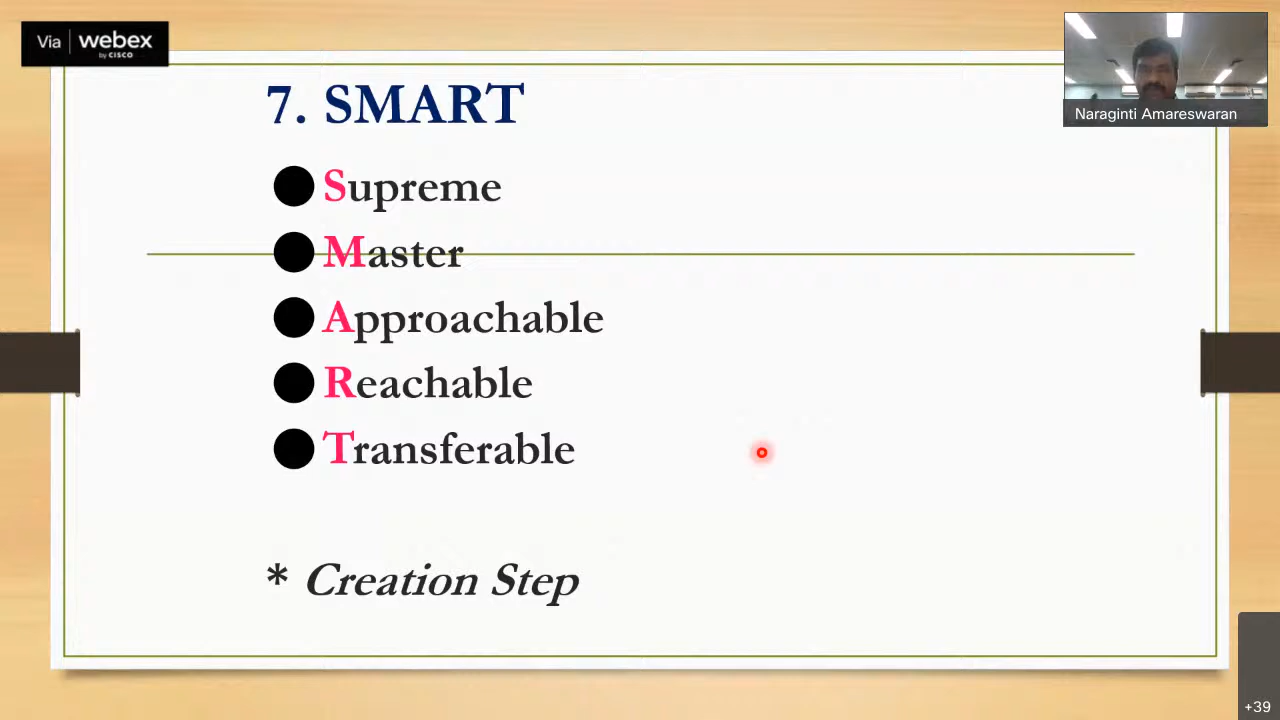 Via webex
by CISCO
Naraginti Amareswaran
7. SMART
Supreme
Master
Approachable
Reachable
Transferable
* Creation Step
+39